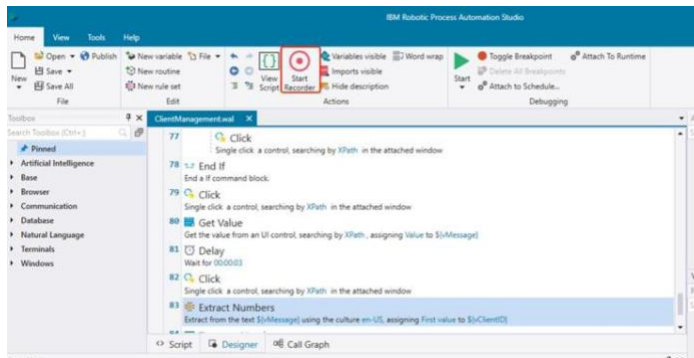 IBM Robotic Process Automation Studio
Home View Tools Help
New
Open
Publish
Save
Save All
File
New variable
File
New routine
New rule set
Edit
View Script
Start Recorder
Variables visible
Word wrap
Imports visible
Hide description
Actions
Start
Toggle Breakpoint
Attach To Runtime
Delete All Breakpoints
Attach to Schedule...
Debugging
Toolbox
Search Toolbox (Ctrl+;)
Pinned
Artificial Intelligence
Base
Browser
Communication
Database
Natural Language
Terminals
Windows
ClientManagement.wal
77 Click
Single click a control, searching by XPath in the attached window
78 End If
End a If command block.
79 Click
Single click a control, searching by XPath in the attached window
80 Get Value
Get the value from an UI control, searching by XPath , assigning Value to ${vMessage}
81 Delay
Wait for 00:00:03
82 Click
Single click a control, searching by XPath in the attached window
83 Extract Numbers
Extract from the text ${vMessage} using the culture en-US, assigning First value to ${vClientID}
Script Designer Call Graph